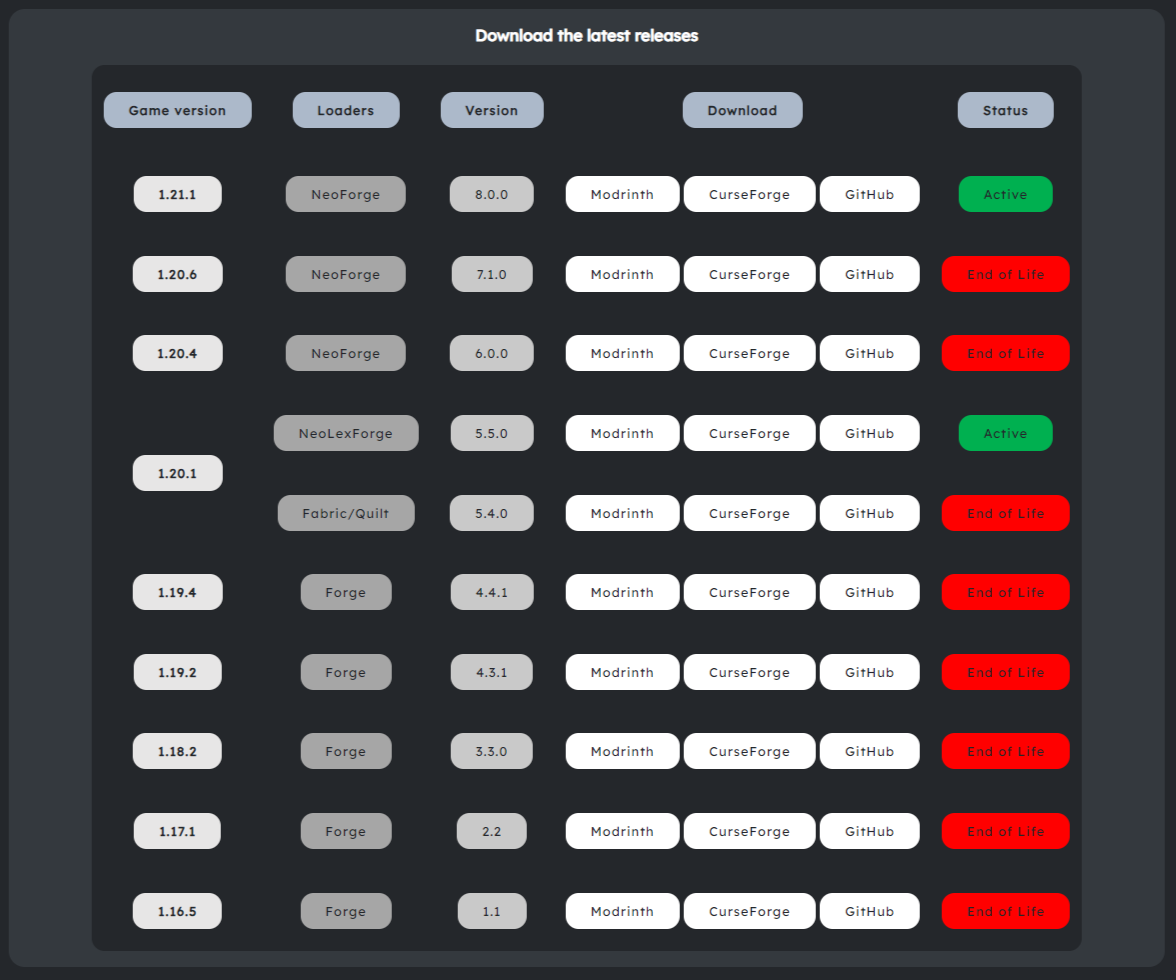 Download the latest releases
Game version Loaders Version Download Status
1.21.1 NeoForge 8.0.0 Modrinth CurseForge GitHub Active
1.20.6 NeoForge 7.1.0 Modrinth CurseForge GitHub End of Life
1.20.4 NeoForge 6.0.0 Modrinth CurseForge GitHub End of Life
NeoLexForge 5.5.0 Modrinth CurseForge GitHub Active
1.20.1
Fabric/Quilt 5.4.0 Modrinth CurseForge GitHub End of Life
1.19.4 Forge 4.4.1 Modrinth CurseForge GitHub End of Life
1.19.2 Forge 4.3.1 Modrinth CurseForge GitHub End of Life
1.18.2 Forge 3.3.0 Modrinth CurseForge GitHub End of Life
1.17.1 Forge 2.2 Modrinth CurseForge GitHub End of Life
1.16.5 Forge 1.1 Modrinth CurseForge GitHub End of Life